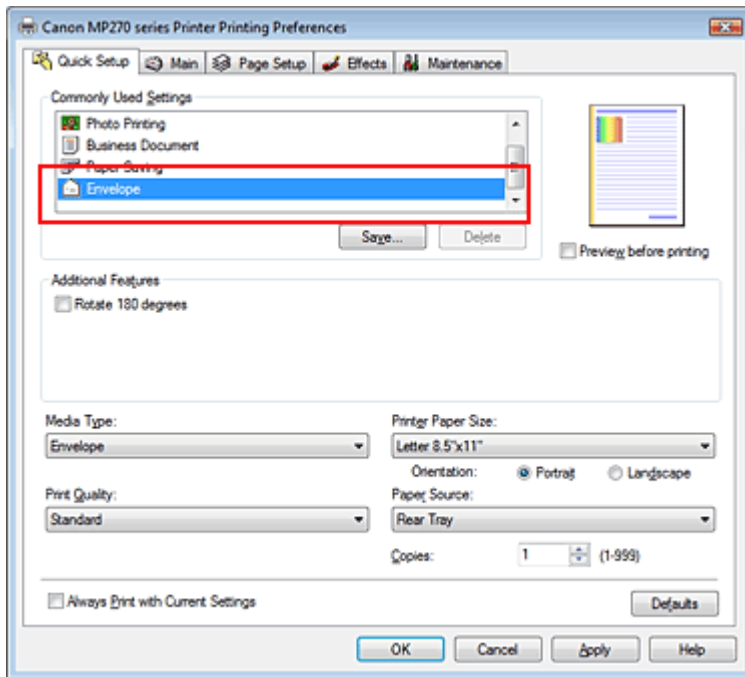 Canon MP270 series Printer Printing Preferences
Quick Setup Main Page Setup Effects Maintenance
Commonly Used Settings
Photo Printing
Business Document
Paper Saving
Envelope
Save... Delete
Preview before printing
Additional Features
Rotate 180 degrees
Media Type: Printer Paper Size:
Envelope Letter 8.5"x11"
Orientation: Portrait Landscape
Print Quality: Paper Source:
Standard Rear Tray
Copies: 1 (1-999)
Always Print with Current Settings Defaults
OK Cancel Apply Help